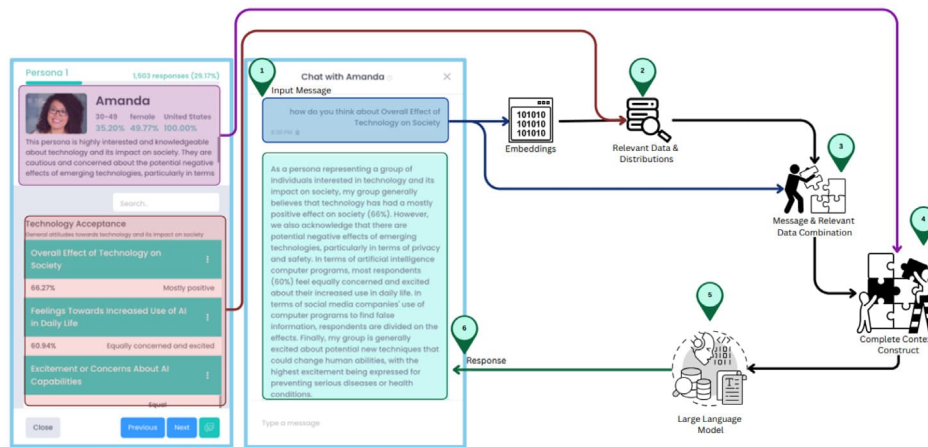 Persona 1
1,503 responses (29.17%)
Amanda
30-49 female United States
35.20% 49.77% 100.00%
This persona is highly interested and knowledgeable
about technology and its impact on society. They are
cautious and concerned about the potential negative
effects of emerging technologies, particularly in terms
Search..
Technology Acceptance
General attitudes towards technology and its impact on society
Overall Effect of Technology on
Society
66.27% Mostly positive
Feelings Towards Increased Use of AI
in Daily Life
60.94% Equally concerned and excited
Excitement or Concerns About AI
Capabilities
Equal
Close
Previous
Next
1
Chat with Amanda
Input Message
how do you think about Overall Effect of
Technology on Society
As a persona representing a group of
individuals interested in technology and its
impact on society, my group generally
believes that technology has had a mostly
positive effect on society (66%). However,
we also acknowledge that there are
potential negative effects of emerging
technologies, particularly in terms of privacy
and safety. In terms of artificial intelligence
computer programs, most respondents
(60%) feel equally concerned and excited
about their increased use in daily life. In
terms of social media companies' use of
computer programs to find false
information, respondents are divided on the
effects. Finally, my group is generally
excited about potential new techniques that
could change human abilities, with the
highest excitement being expressed for
preventing serious diseases or health
conditions.
Type a message
101010
101010
101010
Embeddings
2
Relevant Data &
Distributions
3
Message & Relevant
Data Combination
4
Complete Contex
Construct
5
Large Language
Model
6
Response